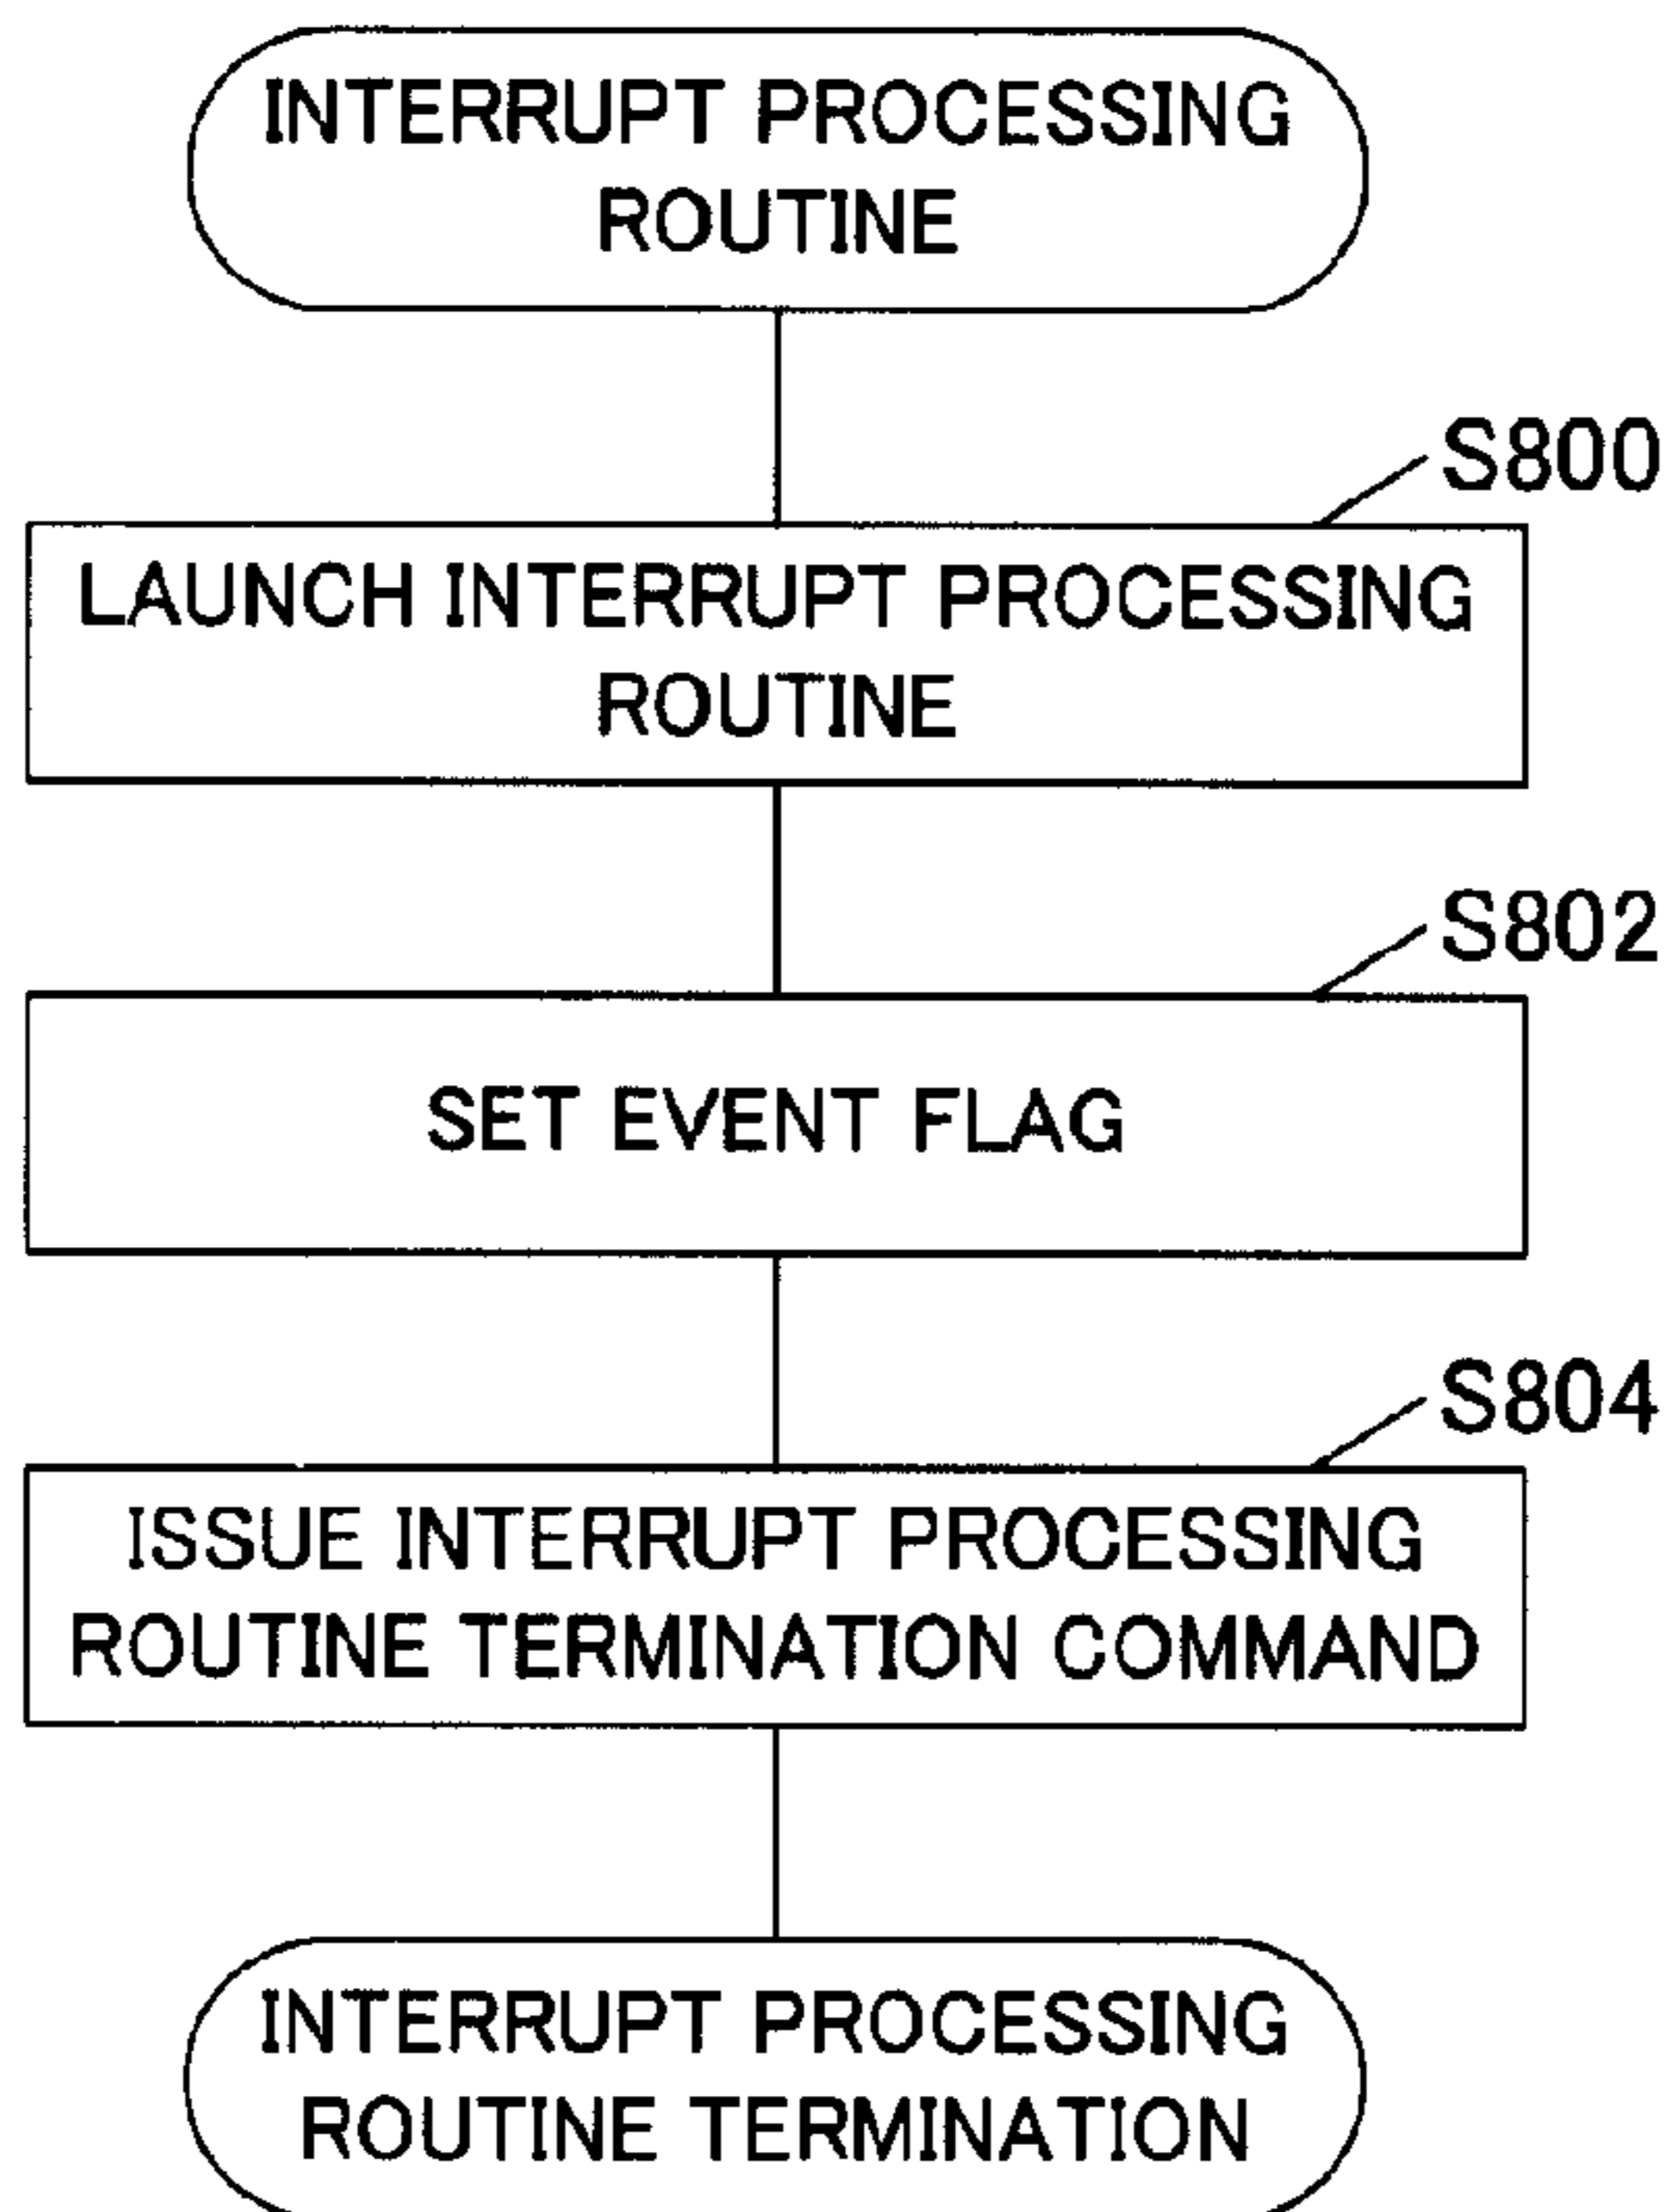 INTERRUPT PROCESSING
ROUTINE
S800
LAUNCH INTERRUPT PROCESSING
ROUTINE
S802
SET EVENT FLAG
S804
ISSUE INTERRUPT PROCESSING
ROUTINE TERMINATION COMMAND
INTERRUPT PROCESSING
ROUTINE TERMINATION